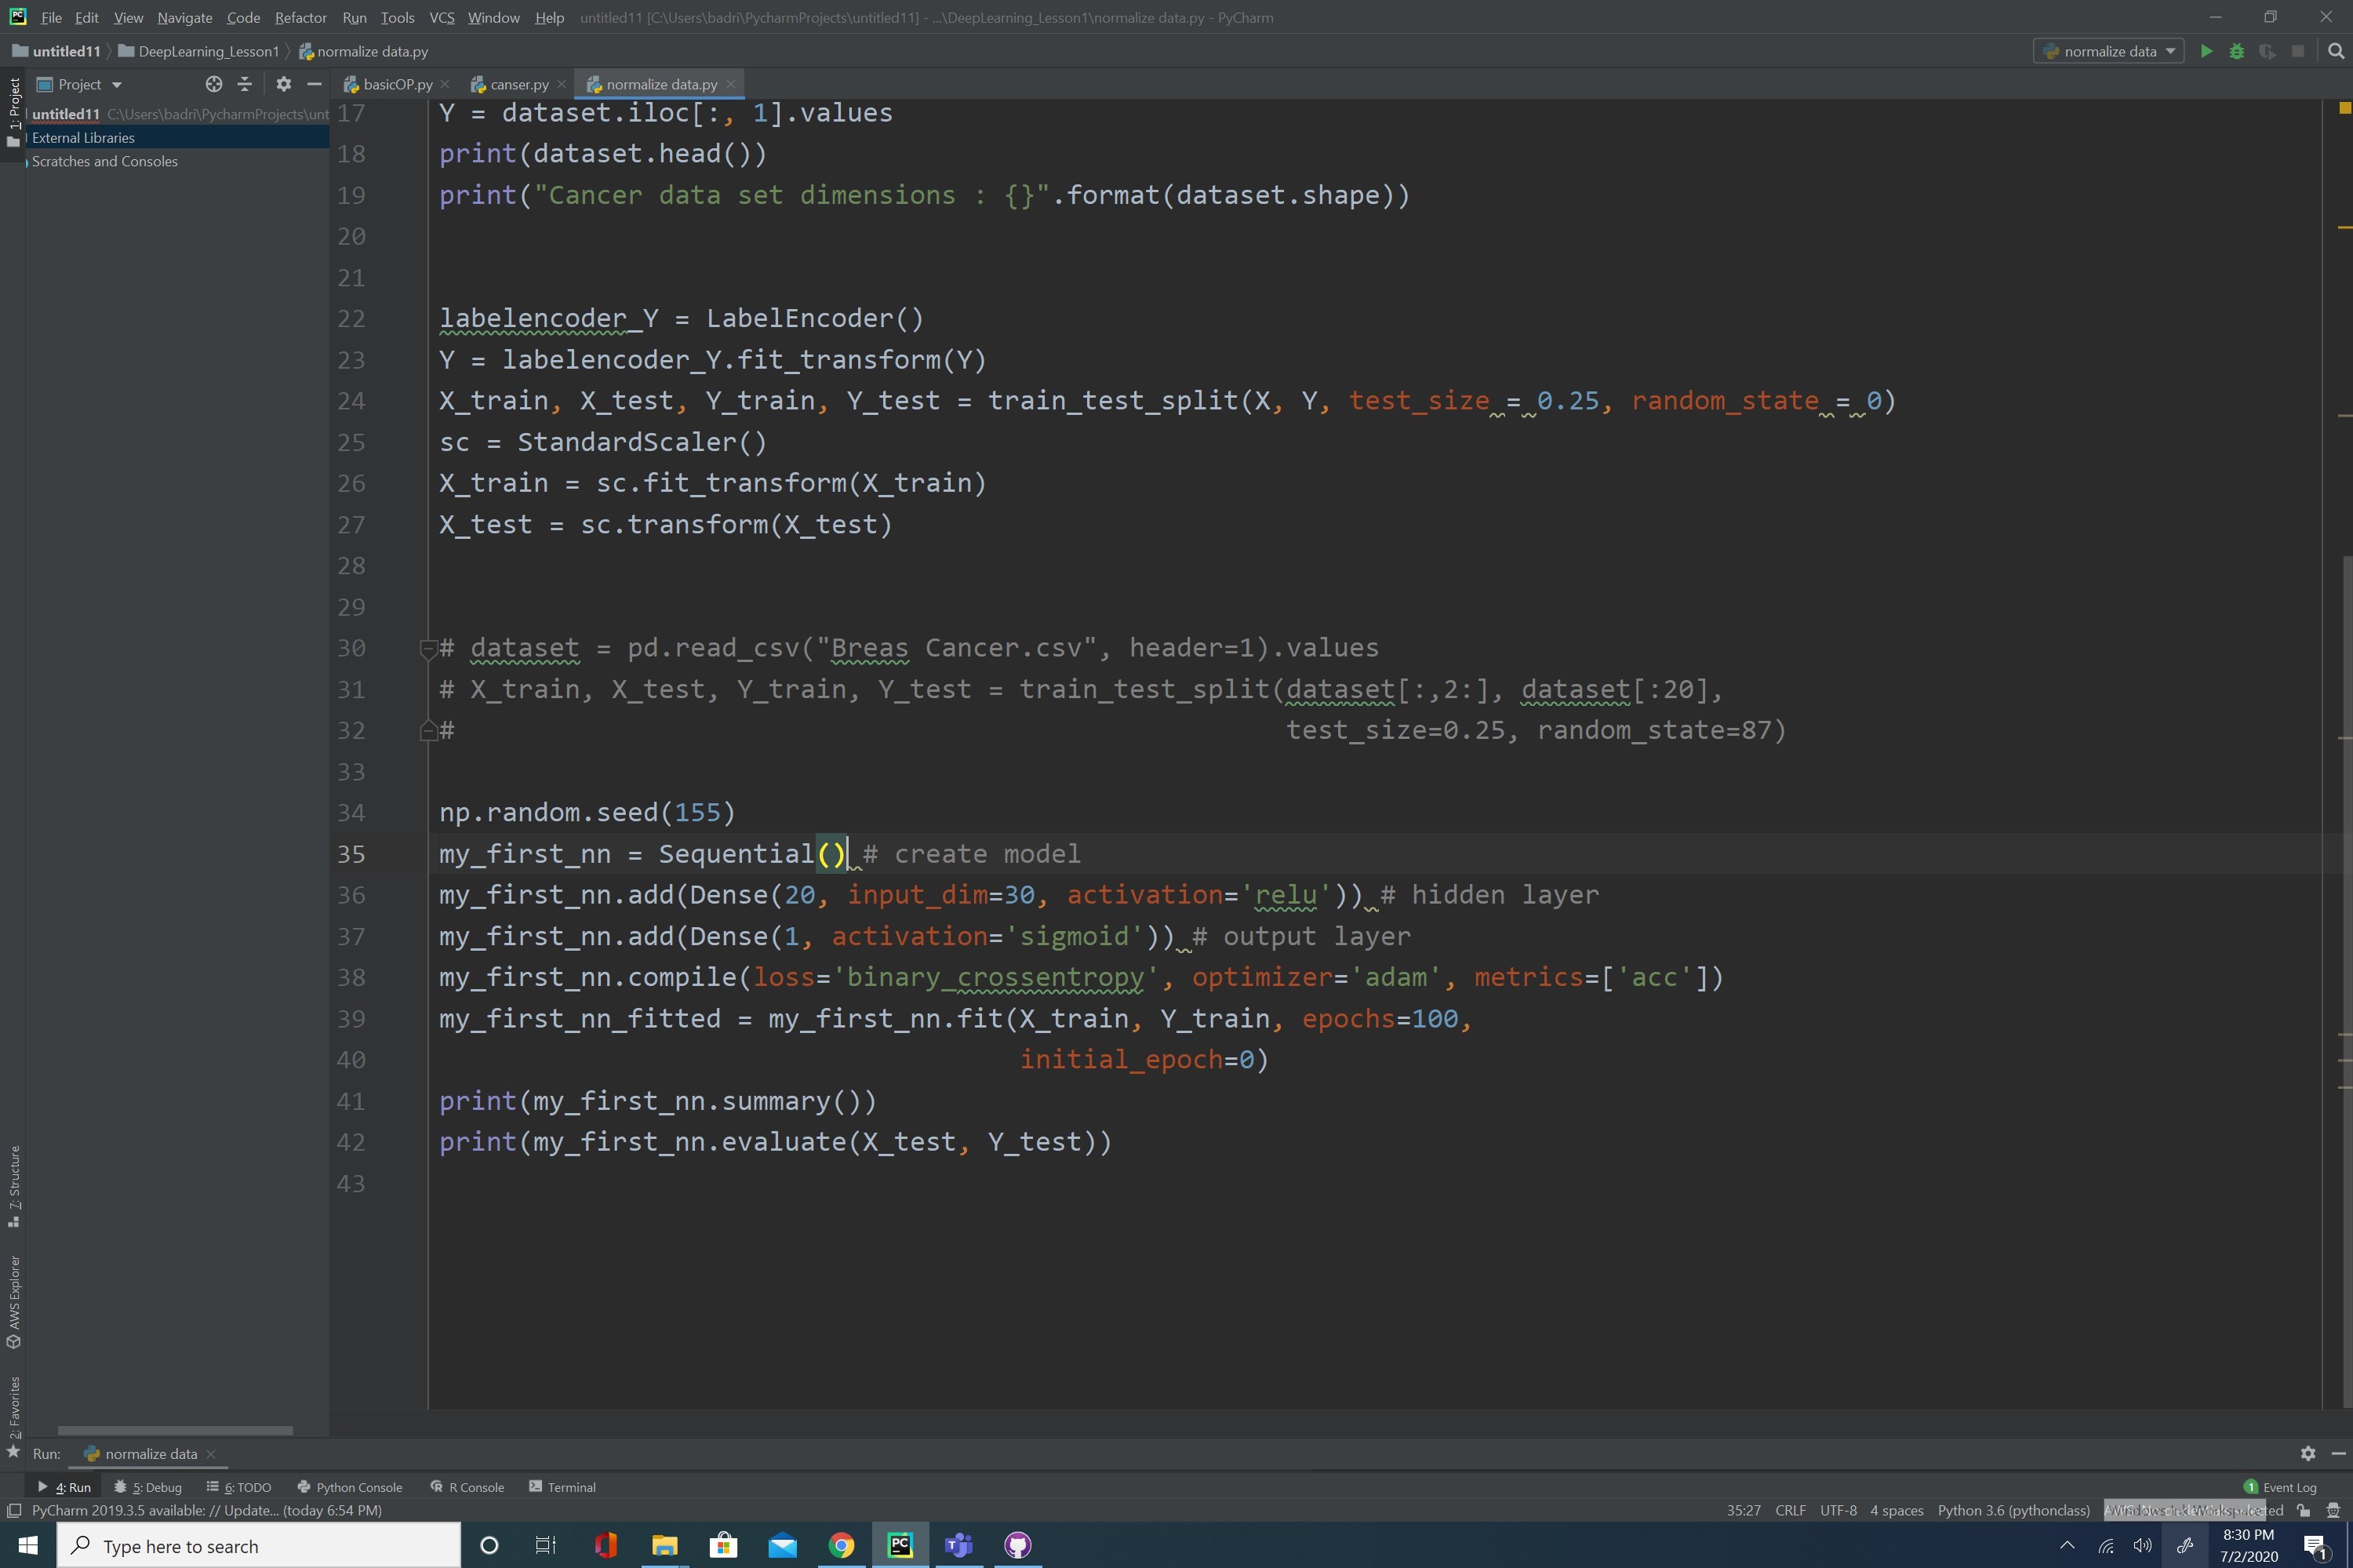 File Edit View Navigate Code Refactor Run Tools VCS Window Help untitled11 [C:\Users\badri\PycharmProjects\untitled11] - ...\DeepLearning_Lesson1\normalize data.py - PyCharm
untitled11 DeepLearning_Lesson1 normalize data.py normalize data
Project basicOP.py canser.py normalize data.py
1: Project
untitled11 C:\Users\badri\PycharmProjects\unt
External Libraries
Scratches and Consoles
17 Y = dataset.iloc[:, 1].values
18 print(dataset.head())
19 print("Cancer data set dimensions : {}".format(dataset.shape))
20
21
22 labelencoder_Y = LabelEncoder()
23 Y = labelencoder_Y.fit_transform(Y)
24 X_train, X_test, Y_train, Y_test = train_test_split(X, Y, test_size = 0.25, random_state = 0)
25 sc = StandardScaler()
26 X_train = sc.fit_transform(X_train)
27 X_test = sc.transform(X_test)
28
29
30 # dataset = pd.read_csv("Breas Cancer.csv", header=1).values
31 # X_train, X_test, Y_train, Y_test = train_test_split(dataset[:,2:], dataset[:20],
32 # test_size=0.25, random_state=87)
33
34 np.random.seed(155)
35 my_first_nn = Sequential() # create model
36 my_first_nn.add(Dense(20, input_dim=30, activation='relu')) # hidden layer
37 my_first_nn.add(Dense(1, activation='sigmoid')) # output layer
38 my_first_nn.compile(loss='binary_crossentropy', optimizer='adam', metrics=['acc'])
39 my_first_nn_fitted = my_first_nn.fit(X_train, Y_train, epochs=100,
40 initial_epoch=0)
41 print(my_first_nn.summary())
42 print(my_first_nn.evaluate(X_test, Y_test))
43
7: Structure
AWS Explorer
2: Favorites
Run: normalize data
4: Run 5: Debug 6: TODO Python Console R Console Terminal 1 Event Log
PyCharm 2019.3.5 available: // Update... (today 6:54 PM) 35:27 CRLF UTF-8 4 spaces Python 3.6 (pythonclass)
Type here to search 8:30 PM
7/2/2020 1